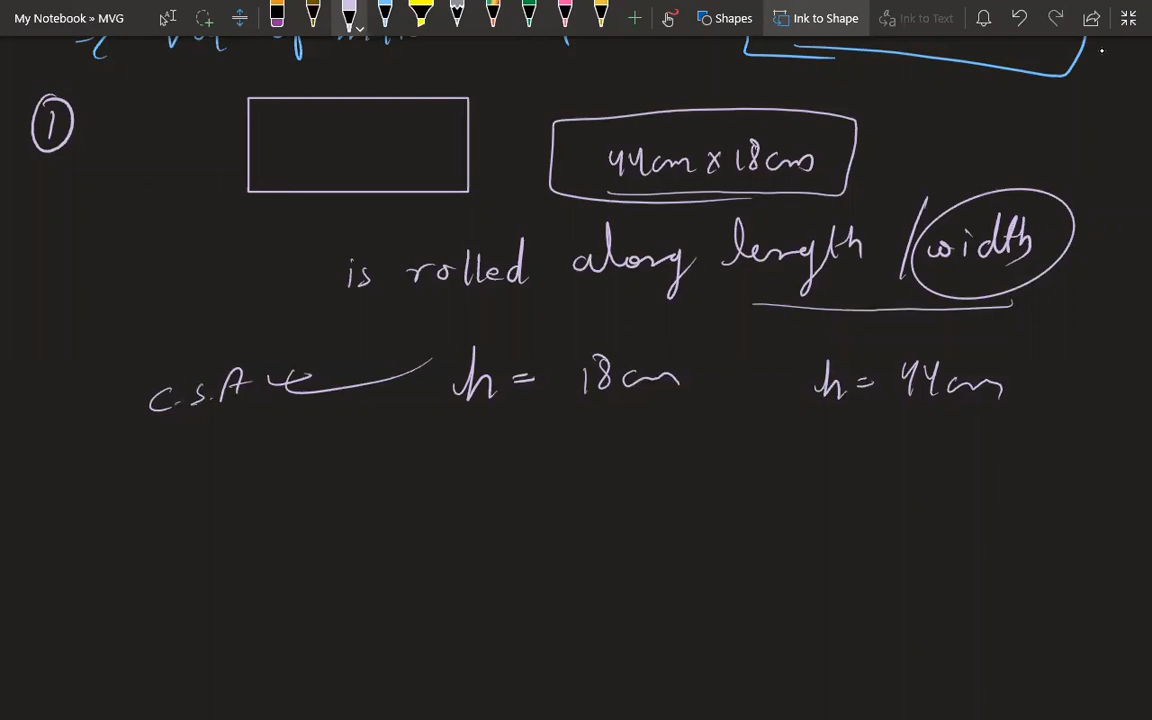 My Notebook » MVG
Shapes
Ink to Shape
Ink to Text
of
①
44cm x 18cm
is rolled along length / width
C.S.A h = 18cm h = 44cm